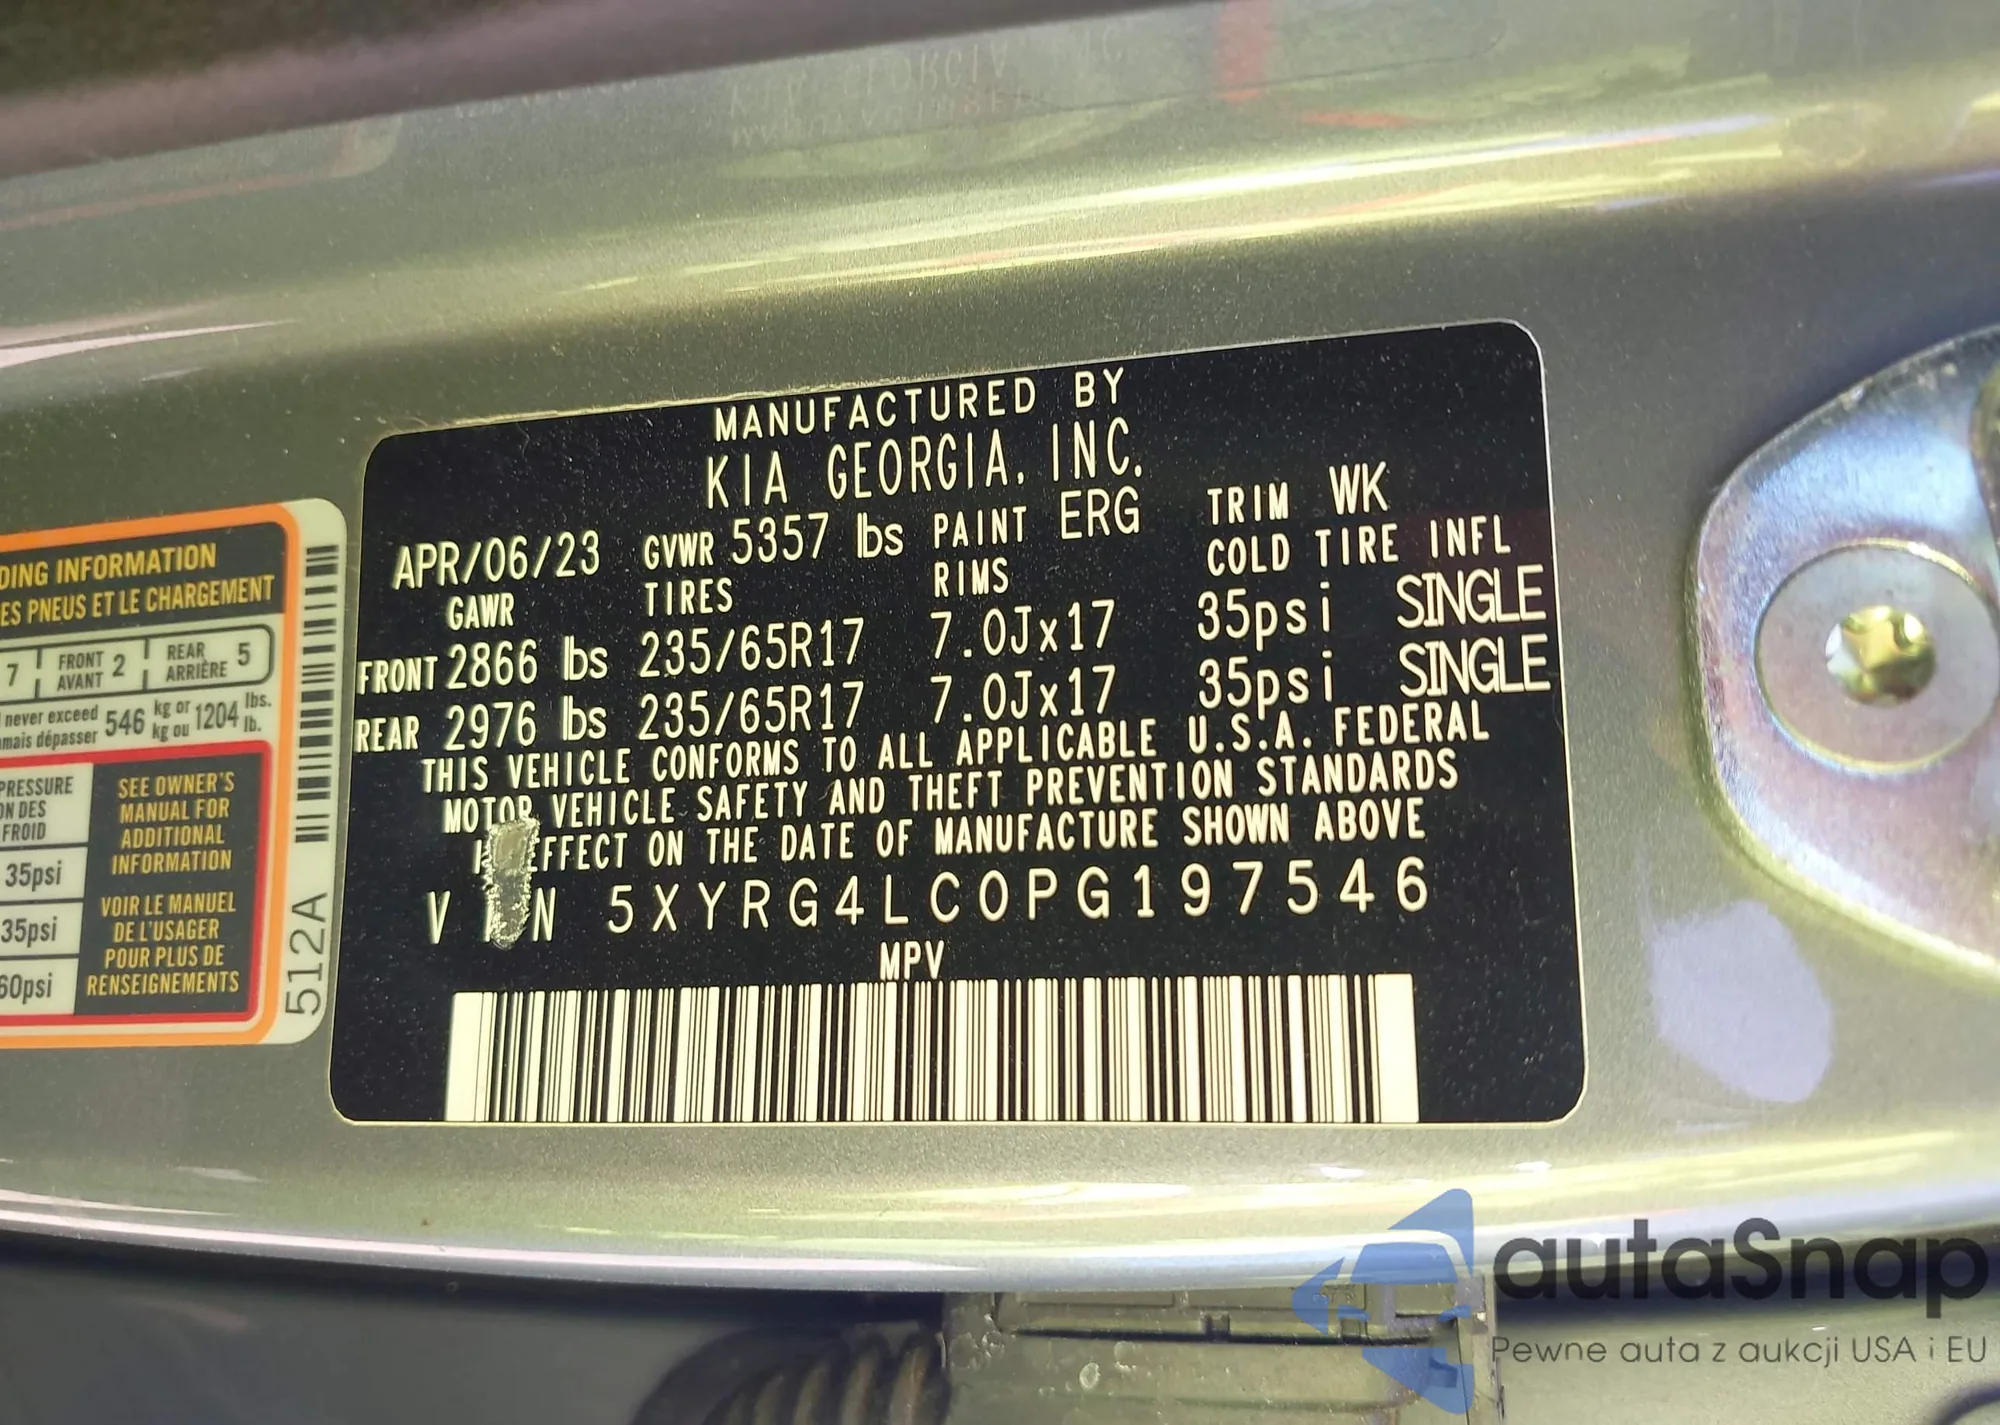 DING INFORMATION
ES PNEUS ET LE CHARGEMENT
7 FRONT AVANT 2 REAR ARRIÈRE 5
never exceed 546 kg or 1204 lbs.
mais dépasser kg ou lb.
PRESSURE
ON DES
FROID
35psi
35psi
60psi
SEE OWNER'S
MANUAL FOR
ADDITIONAL
INFORMATION
VOIR LE MANUEL
DE L'USAGER
POUR PLUS DE
RENSEIGNEMENTS
512A
MANUFACTURED BY
KIA GEORGIA, INC.
APR/06/23 GVWR 5357 lbs PAINT ERG TRIM WK
GAWR TIRES RIMS COLD TIRE INFL
FRONT 2866 lbs 235/65R17 7.0Jx17 35psi SINGLE
REAR 2976 lbs 235/65R17 7.0Jx17 35psi SINGLE
THIS VEHICLE CONFORMS TO ALL APPLICABLE U.S.A. FEDERAL
MOTOR VEHICLE SAFETY AND THEFT PREVENTION STANDARDS
EFFECT ON THE DATE OF MANUFACTURE SHOWN ABOVE
V I N 5XYRG4LC0PG197546
MPV
autaSnap
Pewne auta z aukcji USA i EU